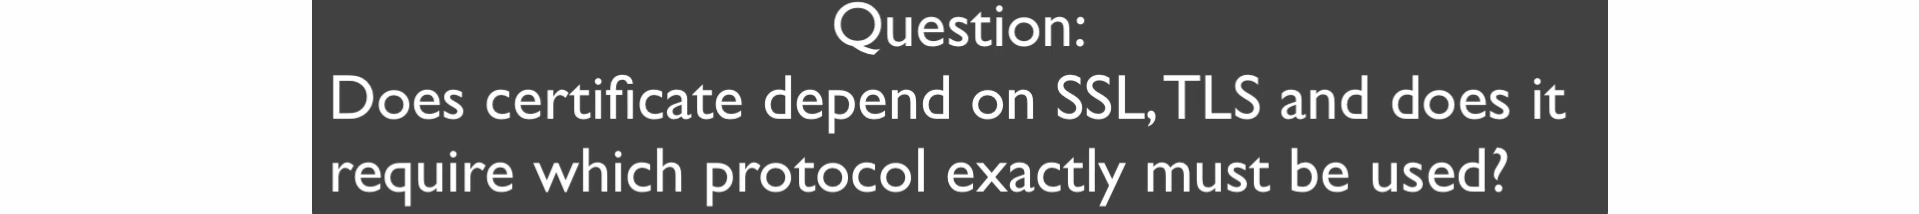 Question:
Does certificate depend on SSL, TLS and does it
require which protocol exactly must be used?